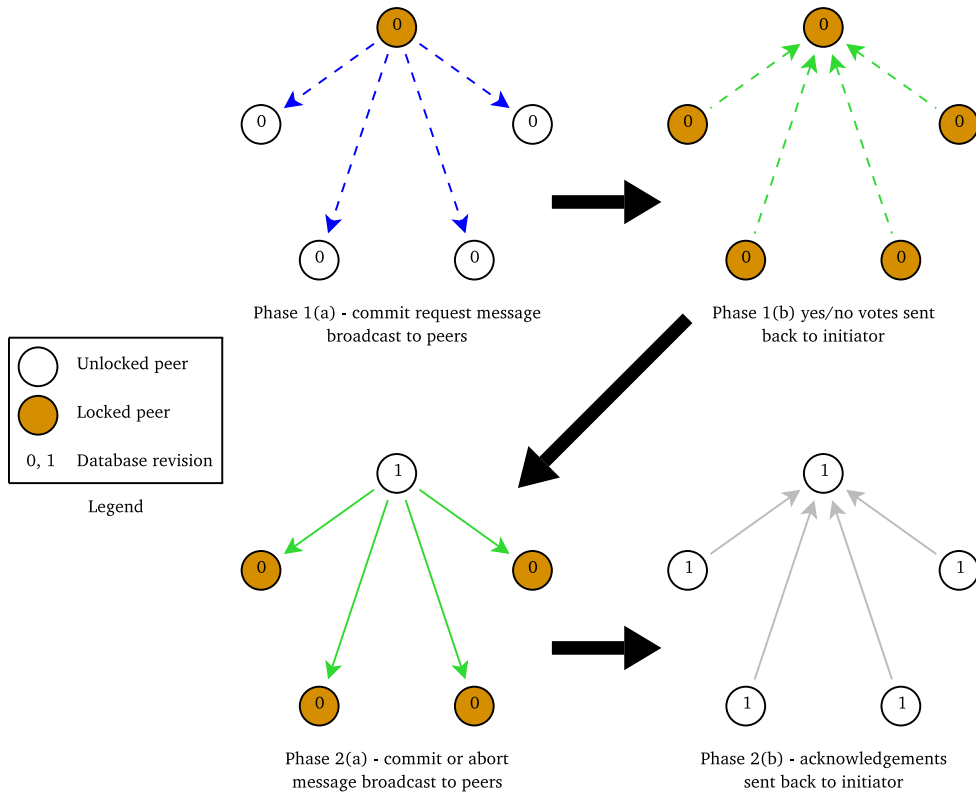 0
0 0
0 0
Phase 1(a) - commit request message
broadcast to peers
0
0 0
0 0
Phase 1(b) yes/no votes sent
back to initiator
Unlocked peer
Locked peer
0, 1 Database revision
Legend
1
0 0
0 0
Phase 2(a) - commit or abort
message broadcast to peers
1
1 1
1 1
Phase 2(b) - acknowledgements
sent back to initiator